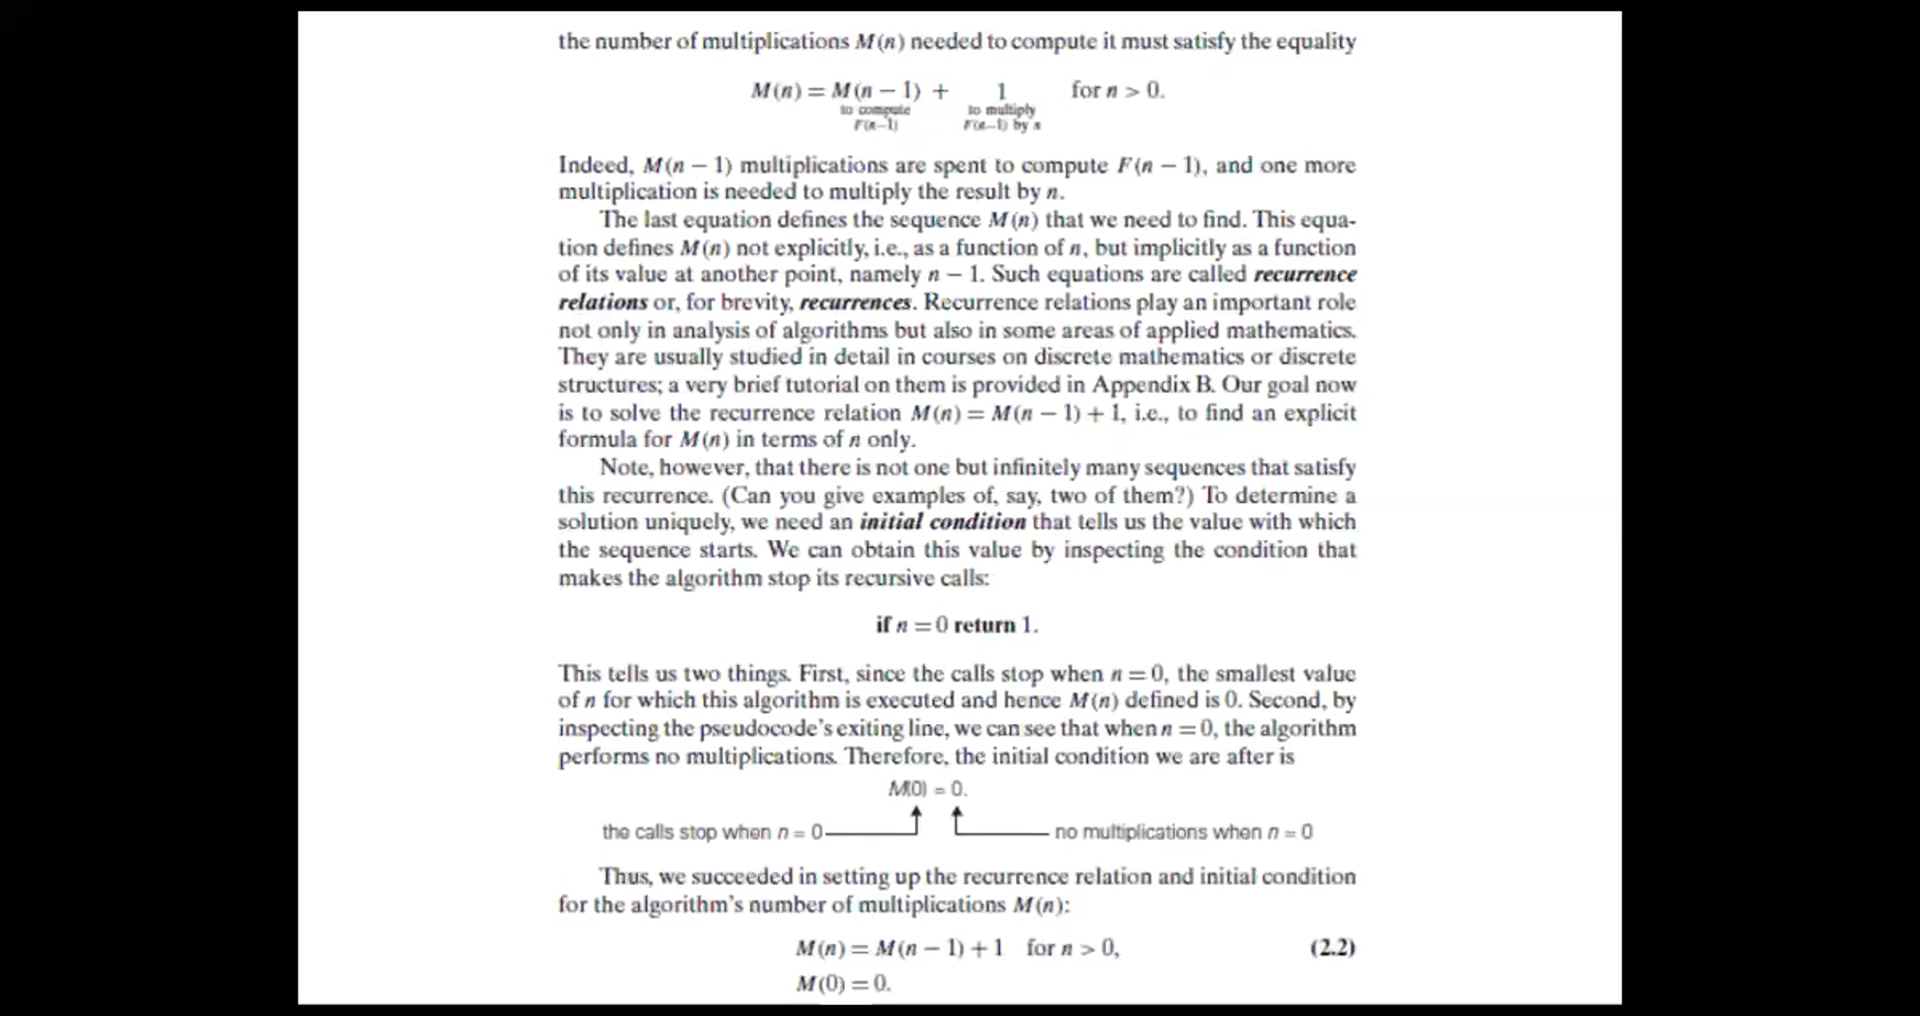 the number of multiplications M(n) needed to compute it must satisfy the equality
M(n) = M(n − 1) + 1 for n > 0.
to compute to multiply
F(n−1) F(n−1) by n
Indeed, M(n − 1) multiplications are spent to compute F(n − 1), and one more
multiplication is needed to multiply the result by n.
The last equation defines the sequence M(n) that we need to find. This equa-
tion defines M(n) not explicitly, i.e., as a function of n, but implicitly as a function
of its value at another point, namely n − 1. Such equations are called recurrence
relations or, for brevity, recurrences. Recurrence relations play an important role
not only in analysis of algorithms but also in some areas of applied mathematics.
They are usually studied in detail in courses on discrete mathematics or discrete
structures; a very brief tutorial on them is provided in Appendix B. Our goal now
is to solve the recurrence relation M(n) = M(n − 1) + 1, i.e., to find an explicit
formula for M(n) in terms of n only.
Note, however, that there is not one but infinitely many sequences that satisfy
this recurrence. (Can you give examples of, say, two of them?) To determine a
solution uniquely, we need an initial condition that tells us the value with which
the sequence starts. We can obtain this value by inspecting the condition that
makes the algorithm stop its recursive calls:
if n = 0 return 1.
This tells us two things. First, since the calls stop when n = 0, the smallest value
of n for which this algorithm is executed and hence M(n) defined is 0. Second, by
inspecting the pseudocode's exiting line, we can see that when n = 0, the algorithm
performs no multiplications. Therefore, the initial condition we are after is
M(0) = 0.
the calls stop when n = 0 no multiplications when n = 0
Thus, we succeeded in setting up the recurrence relation and initial condition
for the algorithm's number of multiplications M(n):
M(n) = M(n − 1) + 1 for n > 0, (2.2)
M(0) = 0.